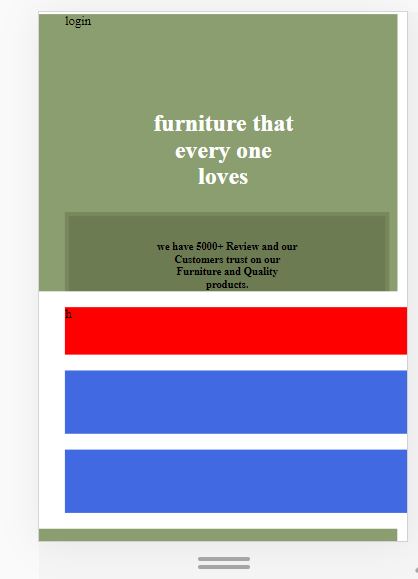 login
furniture that
every one
loves
we have 5000+ Review and our
Customers trust on our
Furniture and Quality
products.
h